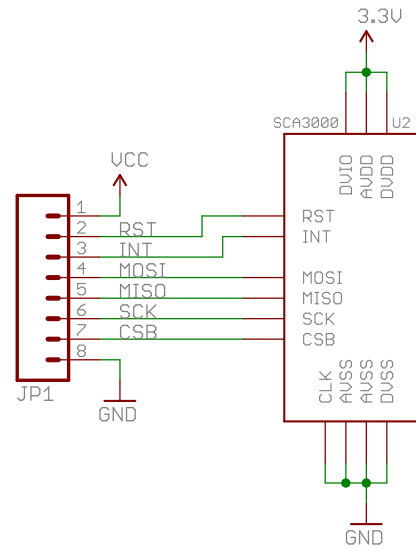 3.3V
SCA3000 U2
DVIO
AVDD
DVDD
VCC
1
2 RST
3 INT
4 MOSI
5 MISO
6 SCK
7 CSB
8
JP1
GND
RST
INT
MOSI
MISO
SCK
CSB
CLK
AVSS
AVSS
DVSS
GND